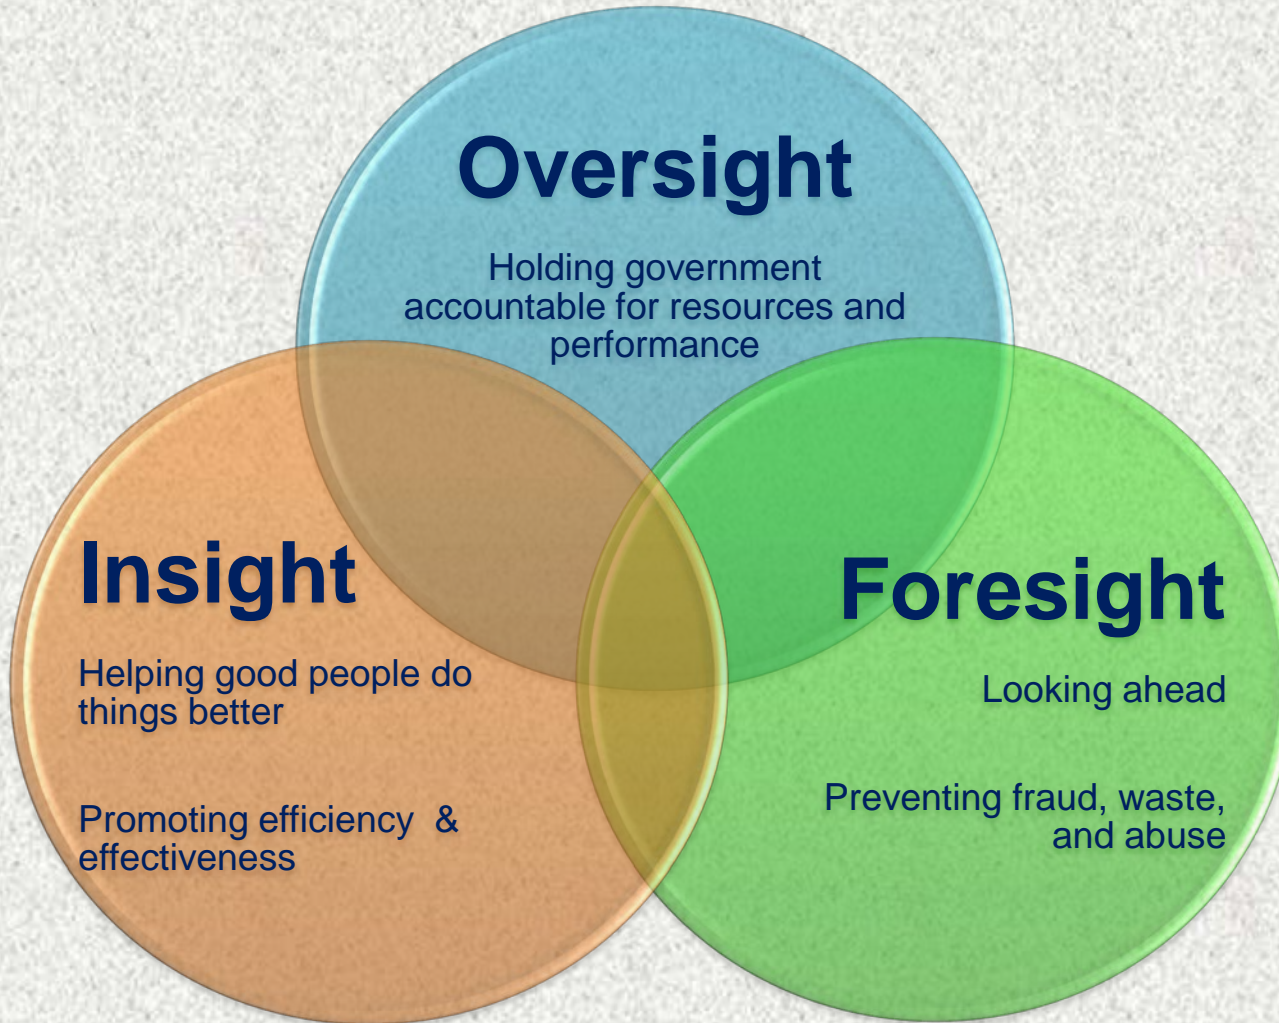 Oversight
Holding government
accountable for resources and
performance
Insight
Helping good people do
things better
Promoting efficiency  &
effectiveness
Foresight
Looking ahead
Preventing fraud, waste,
and abuse